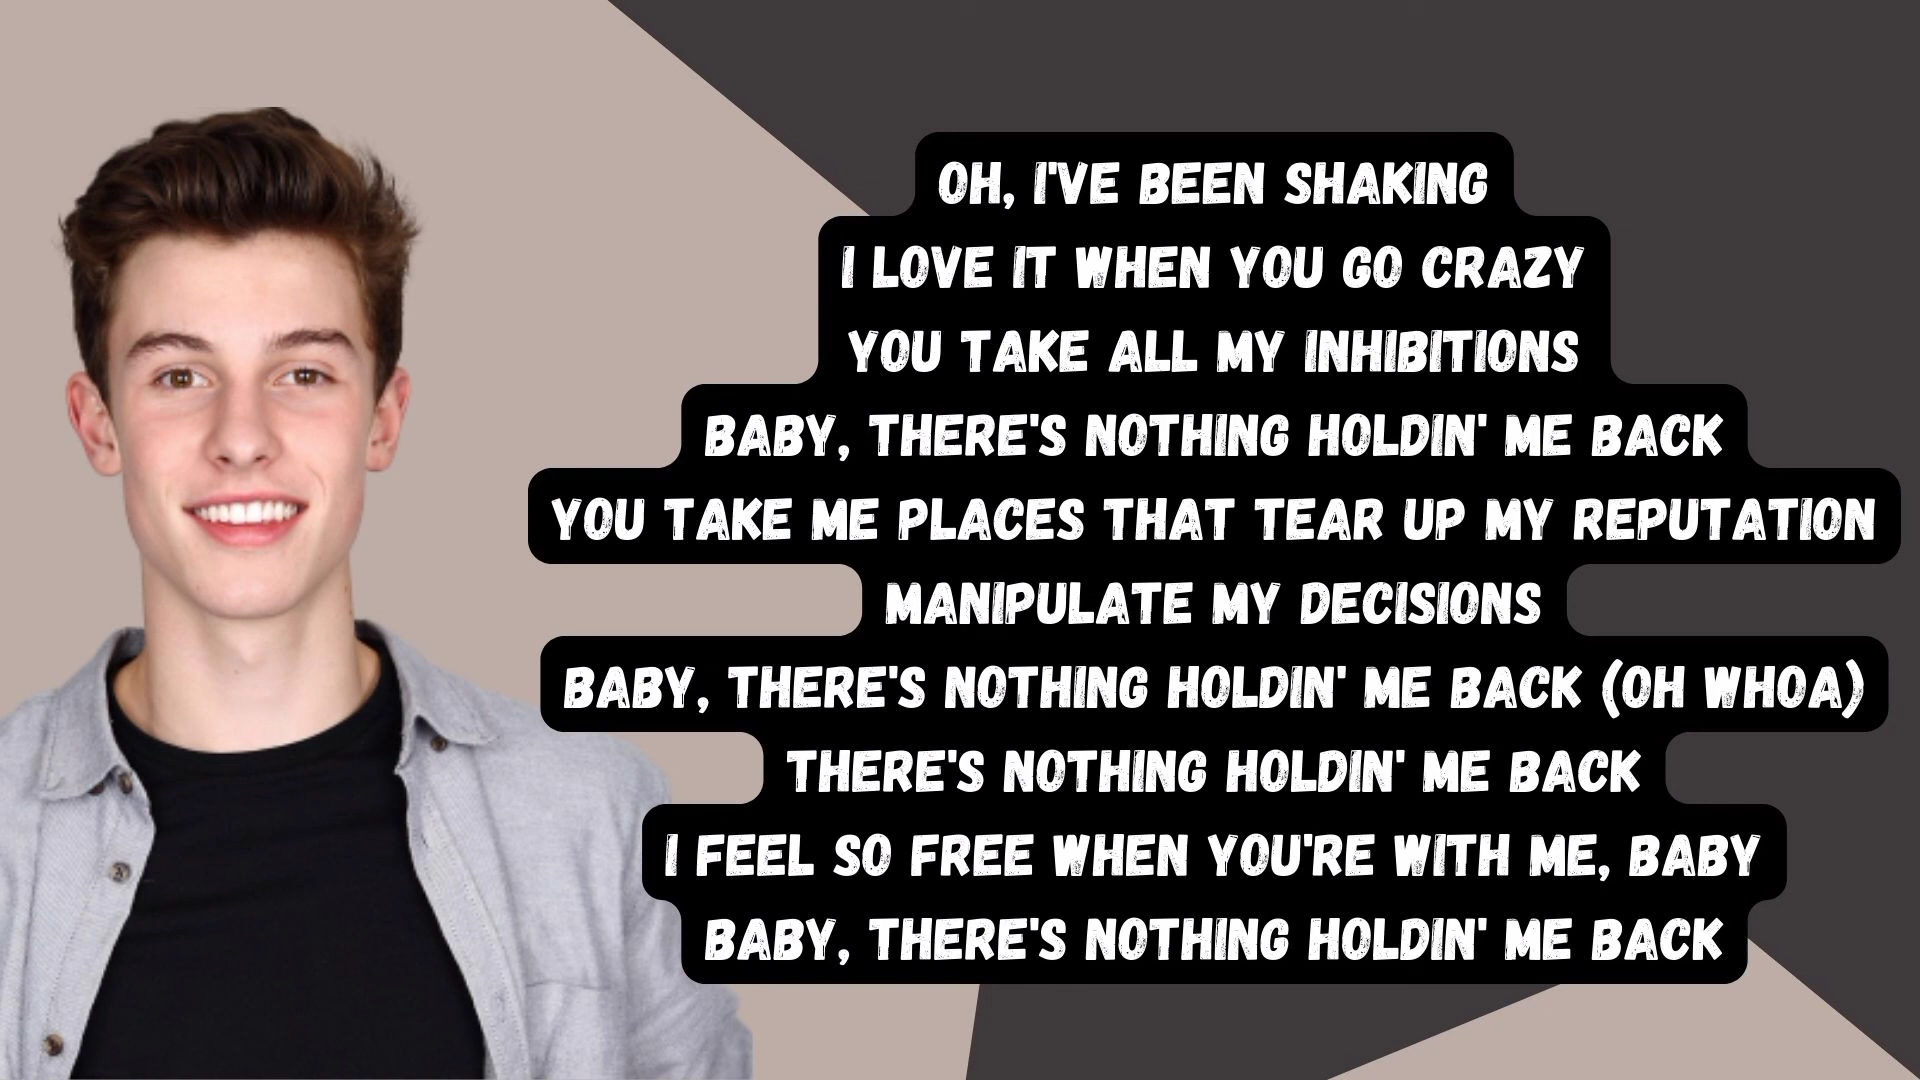 OH, I'VE BEEN SHAKING
I LOVE IT WHEN YOU GO CRAZY
YOU TAKE ALL MY INHIBITIONS
BABY, THERE'S NOTHING HOLDIN' ME BACK
YOU TAKE ME PLACES THAT TEAR UP MY REPUTATION
MANIPULATE MY DECISIONS
BABY, THERE'S NOTHING HOLDIN' ME BACK (OH WHOA)
THERE'S NOTHING HOLDIN' ME BACK
I FEEL SO FREE WHEN YOU'RE WITH ME, BABY
BABY, THERE'S NOTHING HOLDIN' ME BACK